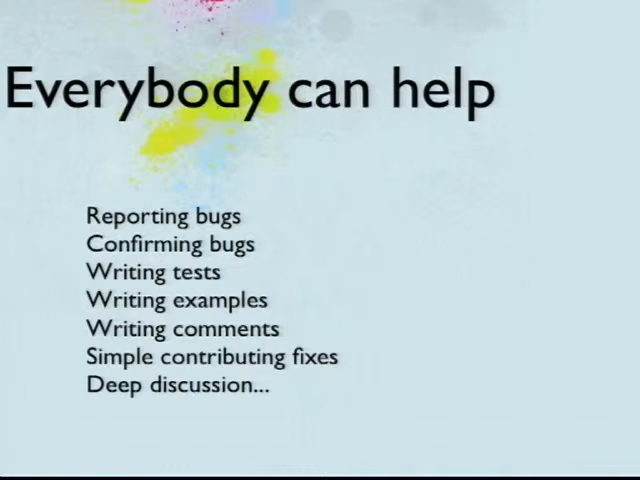 Everybody can help
Reporting bugs
Confirming bugs
Writing tests
Writing examples
Writing comments
Simple contributing fixes
Deep discussion...